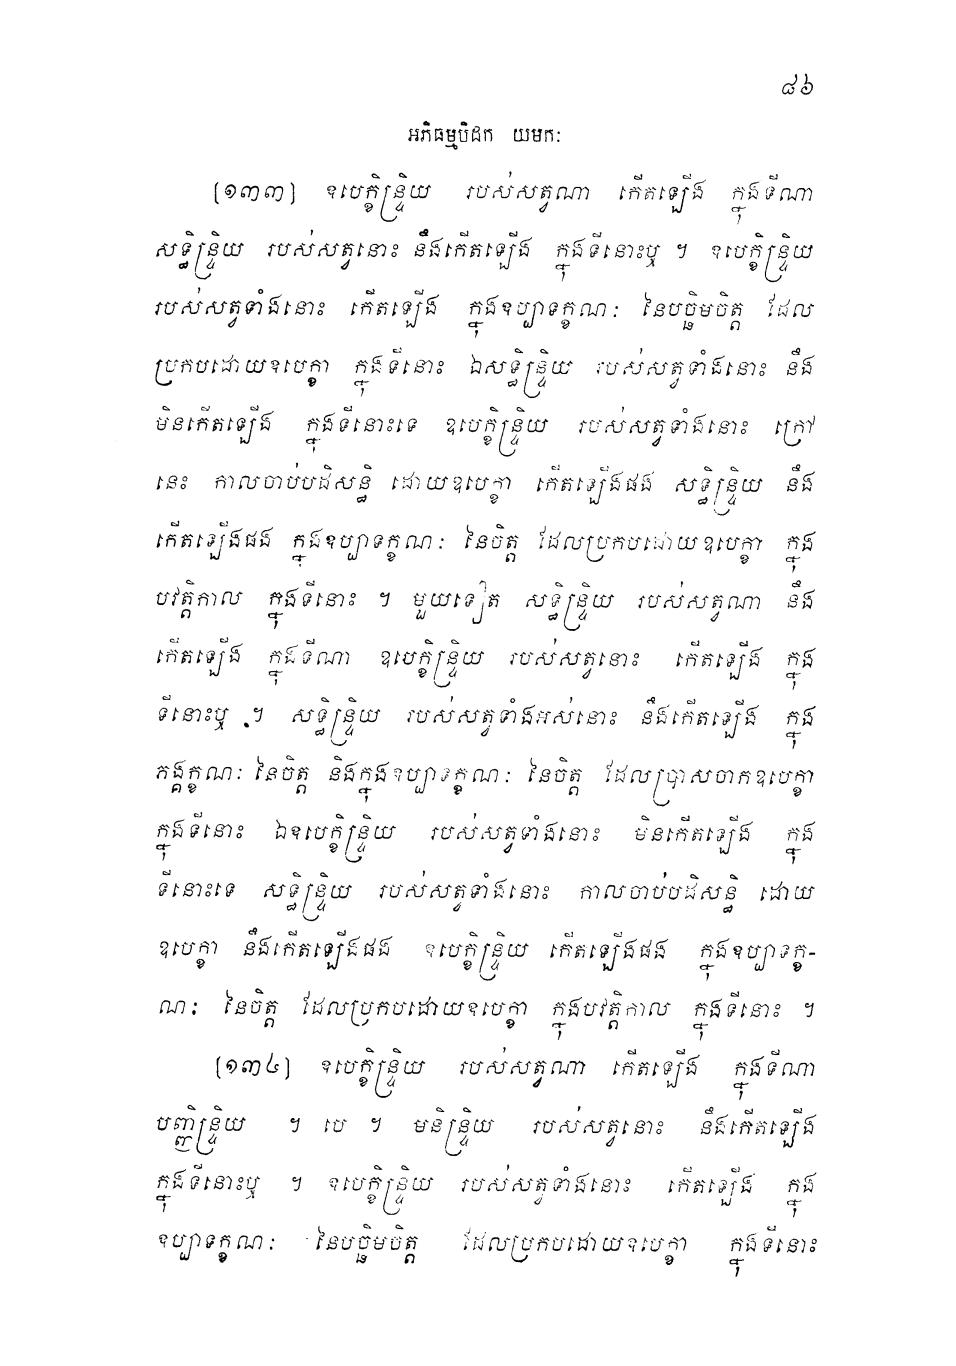 ៨៦
អភិធម្មបិដក យមកៈ
[១៣៣] ឧបេក្ខិន្ទ្រិយ របស់សត្វណា កើតឡើង ក្នុងទីណា
សទ្ធិន្ទ្រិយ របស់សត្វនោះ នឹងកើតឡើង ក្នុងទីនោះឬ ។ ឧបេក្ខិន្ទ្រិយ
របស់សត្វទាំងនោះ កើតឡើង ក្នុងឧប្បាទក្ខណៈ នៃបច្ឆិមចិត្ត ដែល
ប្រកបដោយឧបេក្ខា ក្នុងទីនោះ ឯសទ្ធិន្ទ្រិយ របស់សត្វទាំងនោះ នឹង
មិនកើតឡើង ក្នុងទីនោះទេ ឧបេក្ខិន្ទ្រិយ របស់សត្វទាំងនោះ ក្រៅ
នេះ កាលចាប់បដិសន្ធិ ដោយឧបេក្ខា កើតឡើងផង សទ្ធិន្ទ្រិយ នឹង
កើតឡើងផង ក្នុងឧប្បាទក្ខណៈ នៃចិត្ត ដែលប្រកបដោយឧបេក្ខា ក្នុង
បវត្តិកាល ក្នុងទីនោះ ។ មួយទៀត សទ្ធិន្ទ្រិយ របស់សត្វណា នឹង
កើតឡើង ក្នុងទីណា ឧបេក្ខិន្ទ្រិយ របស់សត្វនោះ កើតឡើង ក្នុង
ទីនោះឬ ។ សទ្ធិន្ទ្រិយ របស់សត្វទាំងអស់នោះ នឹងកើតឡើង ក្នុង
ភង្គក្ខណៈ នៃចិត្ត និងក្នុងឧប្បាទក្ខណៈ នៃចិត្ត ដែលប្រាសចាកឧបេក្ខា
ក្នុងទីនោះ ឯឧបេក្ខិន្ទ្រិយ របស់សត្វទាំងនោះ មិនកើតឡើង ក្នុង
ទីនោះទេ សទ្ធិន្ទ្រិយ របស់សត្វទាំងនោះ កាលចាប់បដិសន្ធិ ដោយ
ឧបេក្ខា នឹងកើតឡើងផង ឧបេក្ខិន្ទ្រិយ កើតឡើងផង ក្នុងឧប្បាទក្ខ-
ណៈ នៃចិត្ត ដែលប្រកបដោយឧបេក្ខា ក្នុងបវត្តិកាល ក្នុងទីនោះ ។
[១៣៤] ឧបេក្ខិន្ទ្រិយ របស់សត្វណា កើតឡើង ក្នុងទីណា
បញ្ញិន្ទ្រិយ ។ បេ ។ មនិន្ទ្រិយ របស់សត្វនោះ នឹងកើតឡើង
ក្នុងទីនោះឬ ។ ឧបេក្ខិន្ទ្រិយ របស់សត្វទាំងនោះ កើតឡើង ក្នុង
ឧប្បាទក្ខណៈ នៃបច្ឆិមចិត្ត ដែលប្រកបដោយឧបេក្ខា ក្នុងទីនោះ